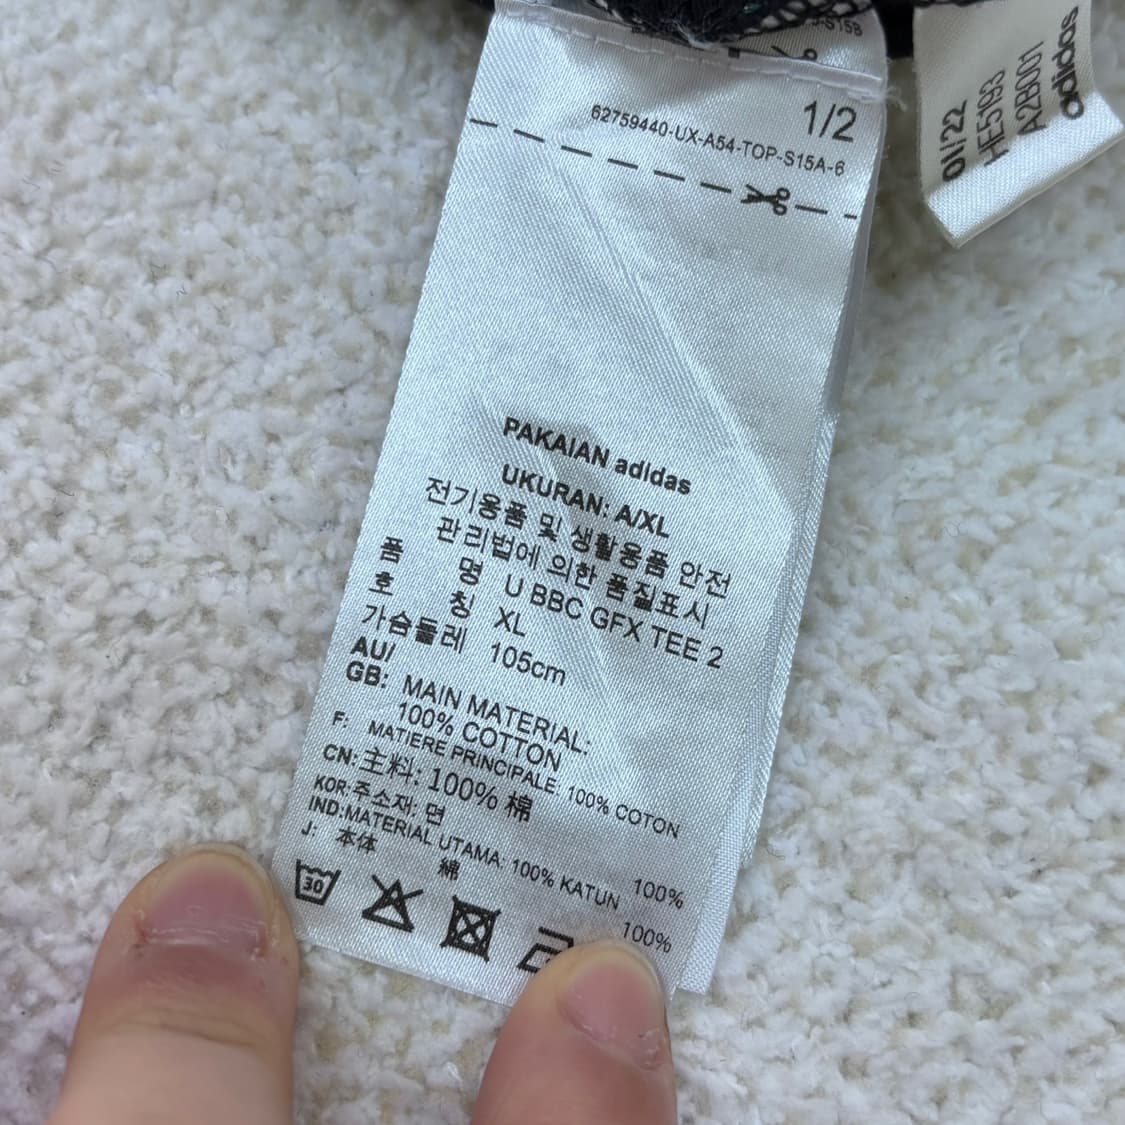 1/2
62759440-UX-A54-TOP-S15A-6
PAKAIAN adidas
UKURAN: A/XL
전기용품 및 생활용품 안전
관리법에 의한 품질표시
품 명 U BBC GFX TEE 2
호 칭 XL
가슴둘레 105cm
AU/
GB: MAIN MATERIAL:
100% COTTON
F: MATIERE PRINCIPALE, 100% COTON
CN:主料: 100% 棉
KOR:주소재: 면 100%
IND:MATERIAL UTAMA: 100% KATUN
J: 本体 綿 100%
30
01/22
HE5193
A2B001
adidas